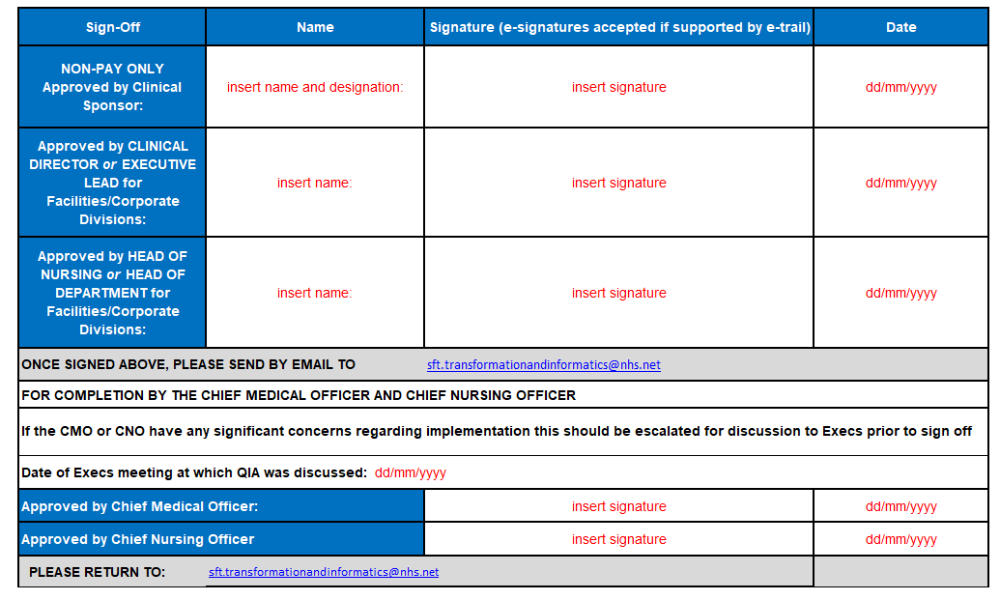 Sign-Off Name Signature (e-signatures accepted if supported by e-trail) Date
NON-PAY ONLY
Approved by Clinical
Sponsor:
insert name and designation: insert signature dd/mm/yyyy
Approved by CLINICAL
DIRECTOR or EXECUTIVE
LEAD for
Facilities/Corporate
Divisions:
insert name: insert signature dd/mm/yyyy
Approved by HEAD OF
NURSING or HEAD OF
DEPARTMENT for
Facilities/Corporate
Divisions:
insert name: insert signature dd/mm/yyyy
ONCE SIGNED ABOVE, PLEASE SEND BY EMAIL TO sft.transformationandinformatics@nhs.net
FOR COMPLETION BY THE CHIEF MEDICAL OFFICER AND CHIEF NURSING OFFICER
If the CMO or CNO have any significant concerns regarding implementation this should be escalated for discussion to Execs prior to sign off
Date of Execs meeting at which QIA was discussed: dd/mm/yyyy
Approved by Chief Medical Officer: insert signature dd/mm/yyyy
Approved by Chief Nursing Officer insert signature dd/mm/yyyy
PLEASE RETURN TO: sft.transformationandinformatics@nhs.net